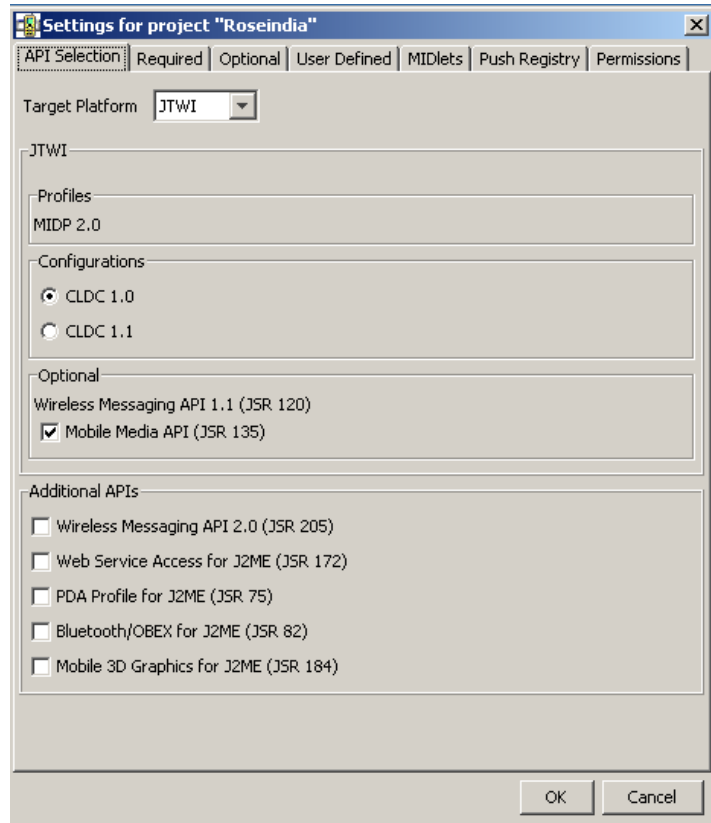 Settings for project "Roseindia"
API Selection Required Optional User Defined MIDlets Push Registry Permissions
Target Platform JTWI
JTWI
Profiles
MIDP 2.0
Configurations
CLDC 1.0
CLDC 1.1
Optional
Wireless Messaging API 1.1 (JSR 120)
Mobile Media API (JSR 135)
Additional APIs
Wireless Messaging API 2.0 (JSR 205)
Web Service Access for J2ME (JSR 172)
PDA Profile for J2ME (JSR 75)
Bluetooth/OBEX for J2ME (JSR 82)
Mobile 3D Graphics for J2ME (JSR 184)
OK Cancel